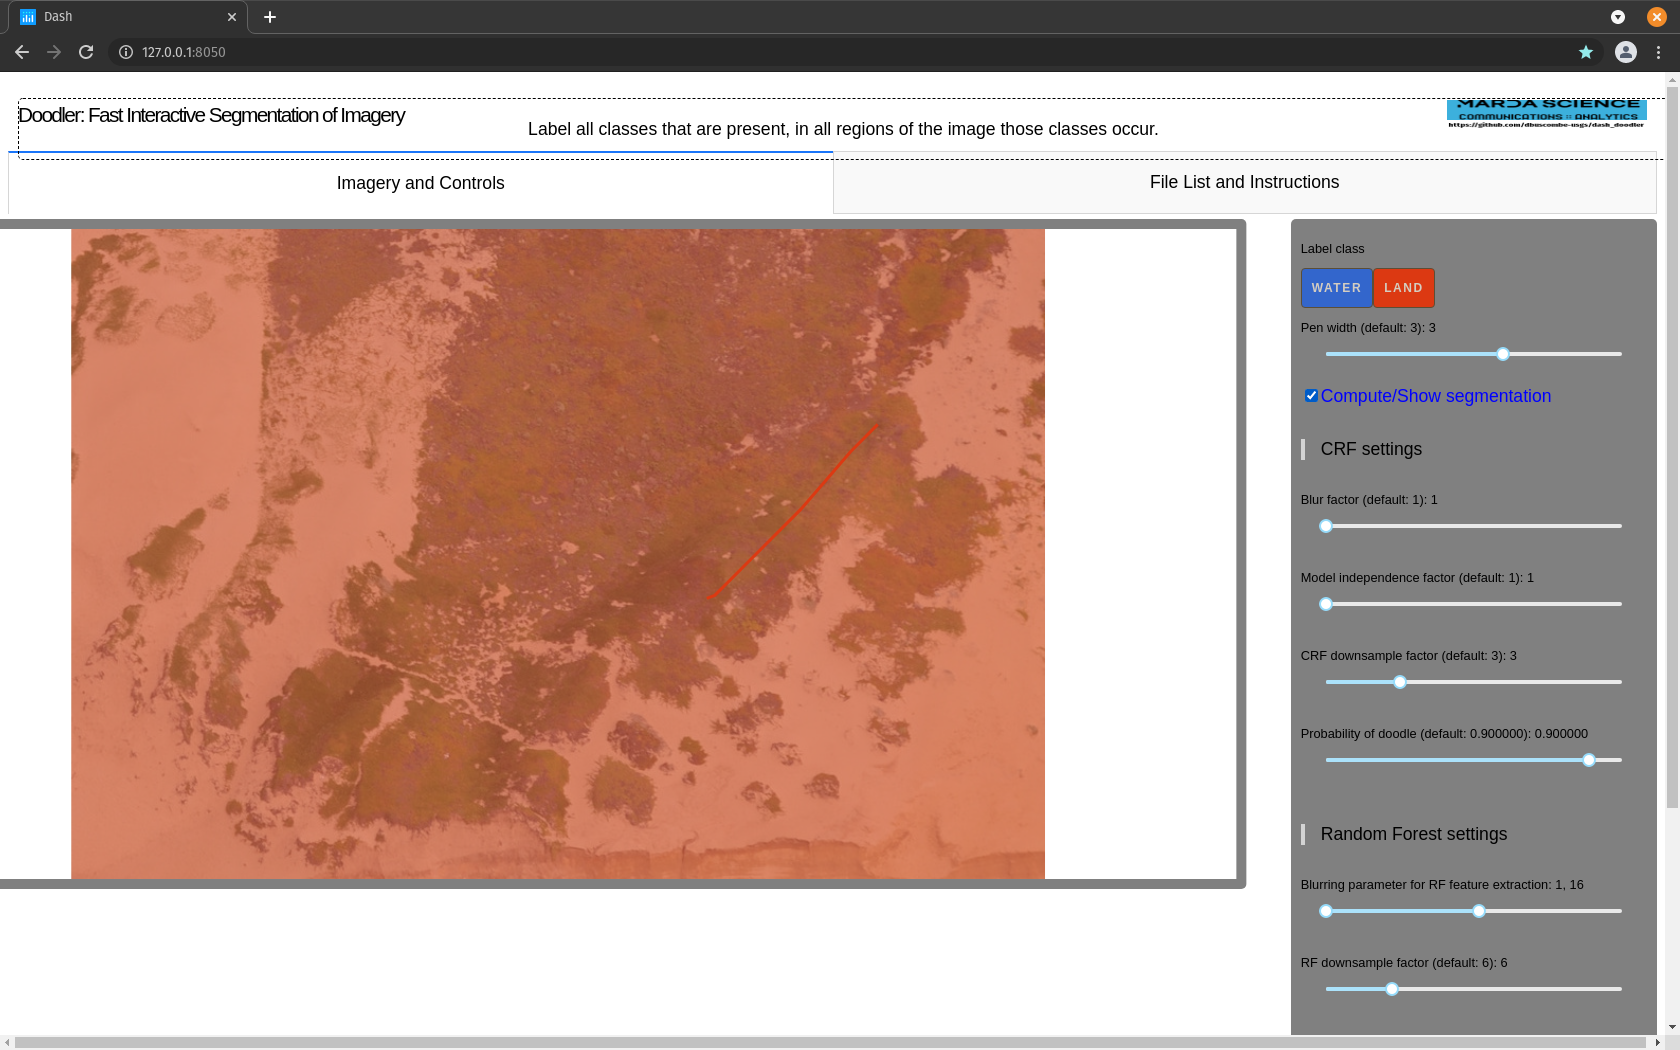 Dash
127.0.0.1:8050
Doodler: Fast Interactive Segmentation of Imagery
Label all classes that are present, in all regions of the image those classes occur.
MARDA SCIENCE
COMMUNICATIONS :: ANALYTICS
https://github.com/dbuscombe-usgs/dash_doodler
Imagery and Controls
File List and Instructions
Label class
WATER
LAND
Pen width (default: 3): 3
Compute/Show segmentation
CRF settings
Blur factor (default: 1): 1
Model independence factor (default: 1): 1
CRF downsample factor (default: 3): 3
Probability of doodle (default: 0.900000): 0.900000
Random Forest settings
Blurring parameter for RF feature extraction: 1, 16
RF downsample factor (default: 6): 6